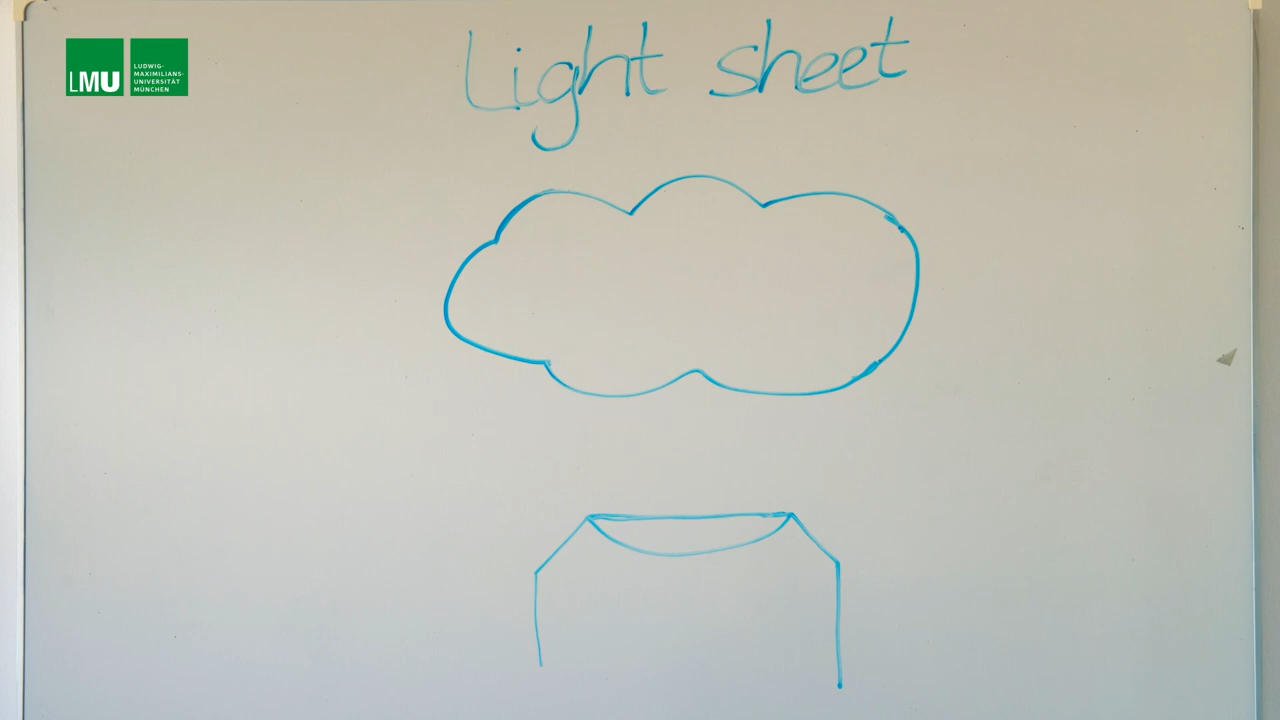 Light sheet
LMU
LUDWIG-
MAXIMILIANS-
UNIVERSITÄT
MÜNCHEN